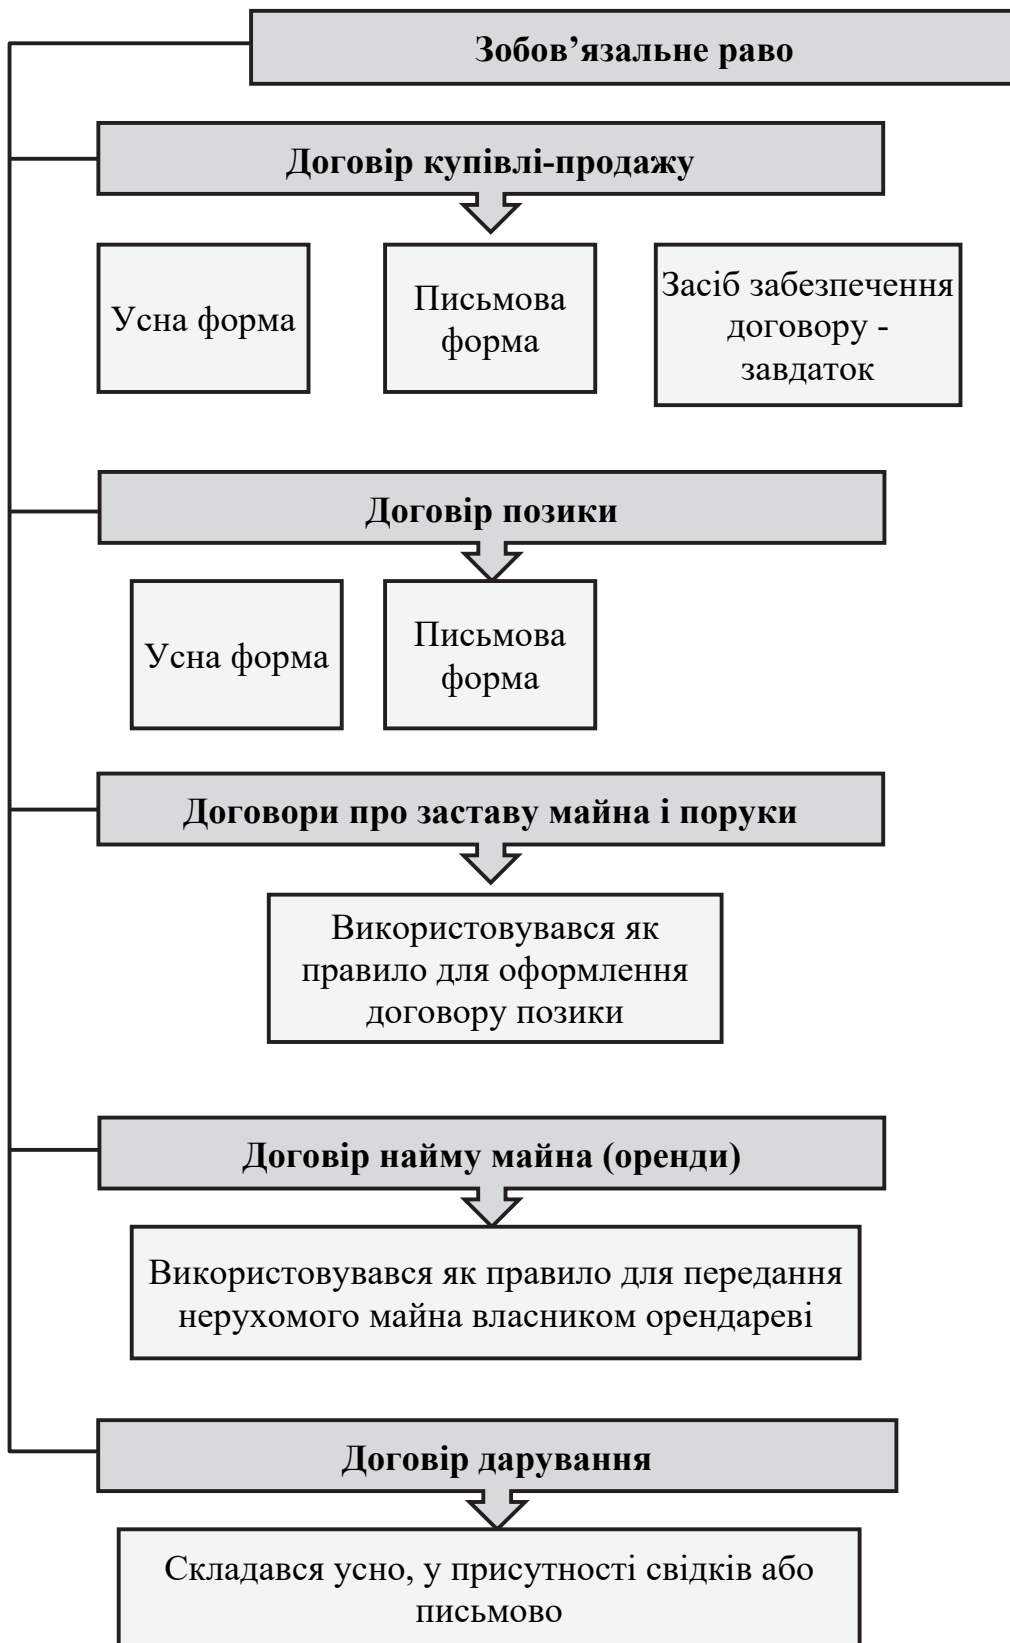 Зобов’язальне раво
Договір купівлі-продажу
Усна форма
Письмова
форма
Засіб забезпечення
договору -
завдаток
Договір позики
Усна форма
Письмова
форма
Договори про заставу майна і поруки
Використовувався як
правило для оформлення
договору позики
Договір найму майна (оренди)
Використовувався як правило для передання
нерухомого майна власником орендареві
Договір дарування
Складався усно, у присутності свідків або
письмово